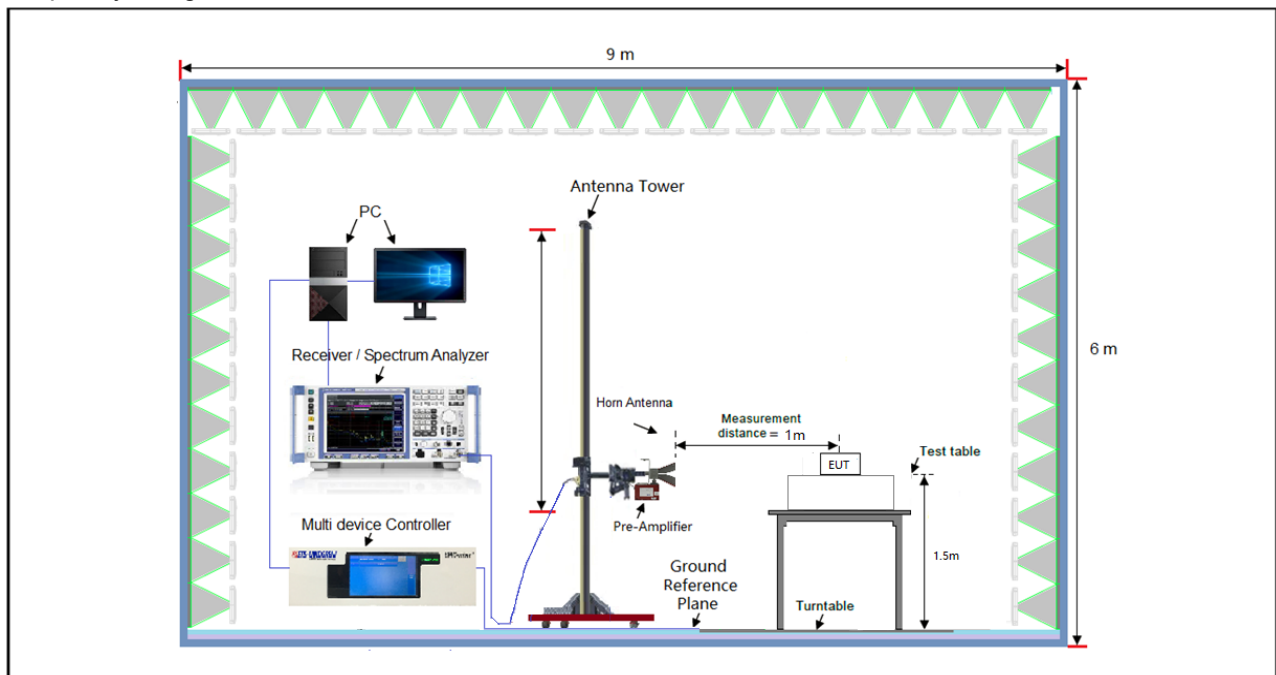 9 m
Antenna Tower
PC
Receiver / Spectrum Analyzer
6 m
Horn Antenna
Measurement
distance = 1m
Test table
EUT
Multi device Controller
Pre-Amplifier
1.5m
Ground
Reference
Plane
Turntable